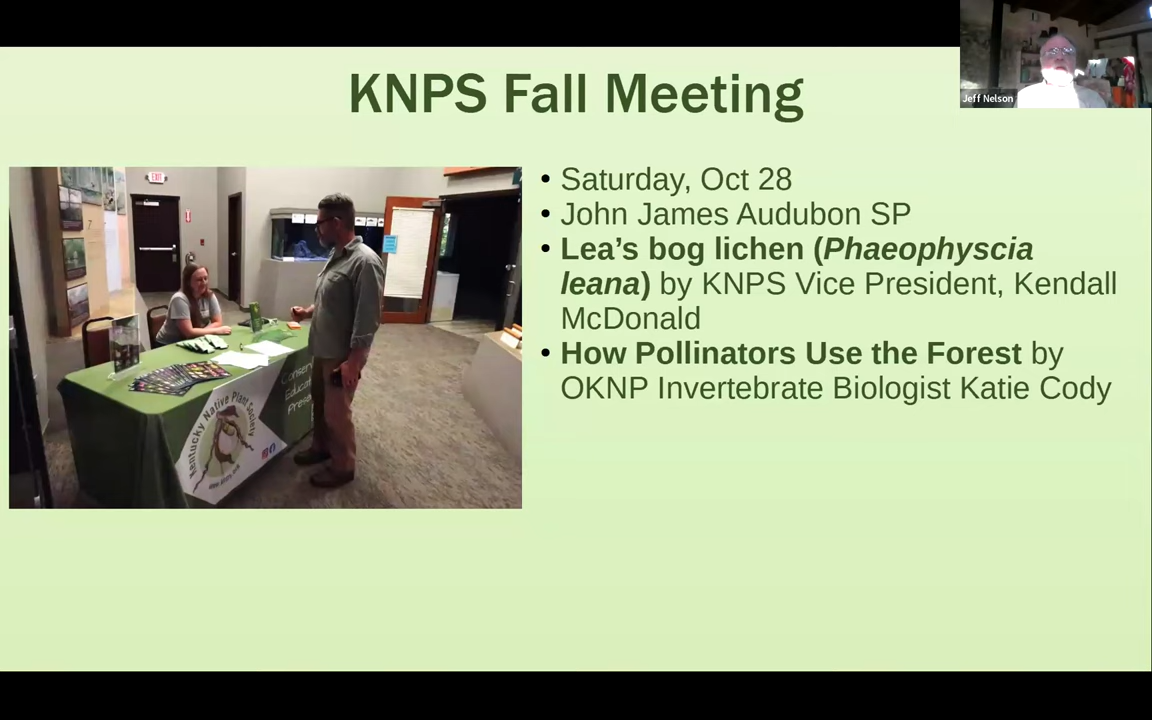 KNPS Fall Meeting
Jeff Nelson
• Saturday, Oct 28
• John James Audubon SP
• Lea’s bog lichen (Phaeophyscia
leana) by KNPS Vice President, Kendall
McDonald
• How Pollinators Use the Forest by
OKNP Invertebrate Biologist Katie Cody
EXIT
Kentucky Native Plant Society